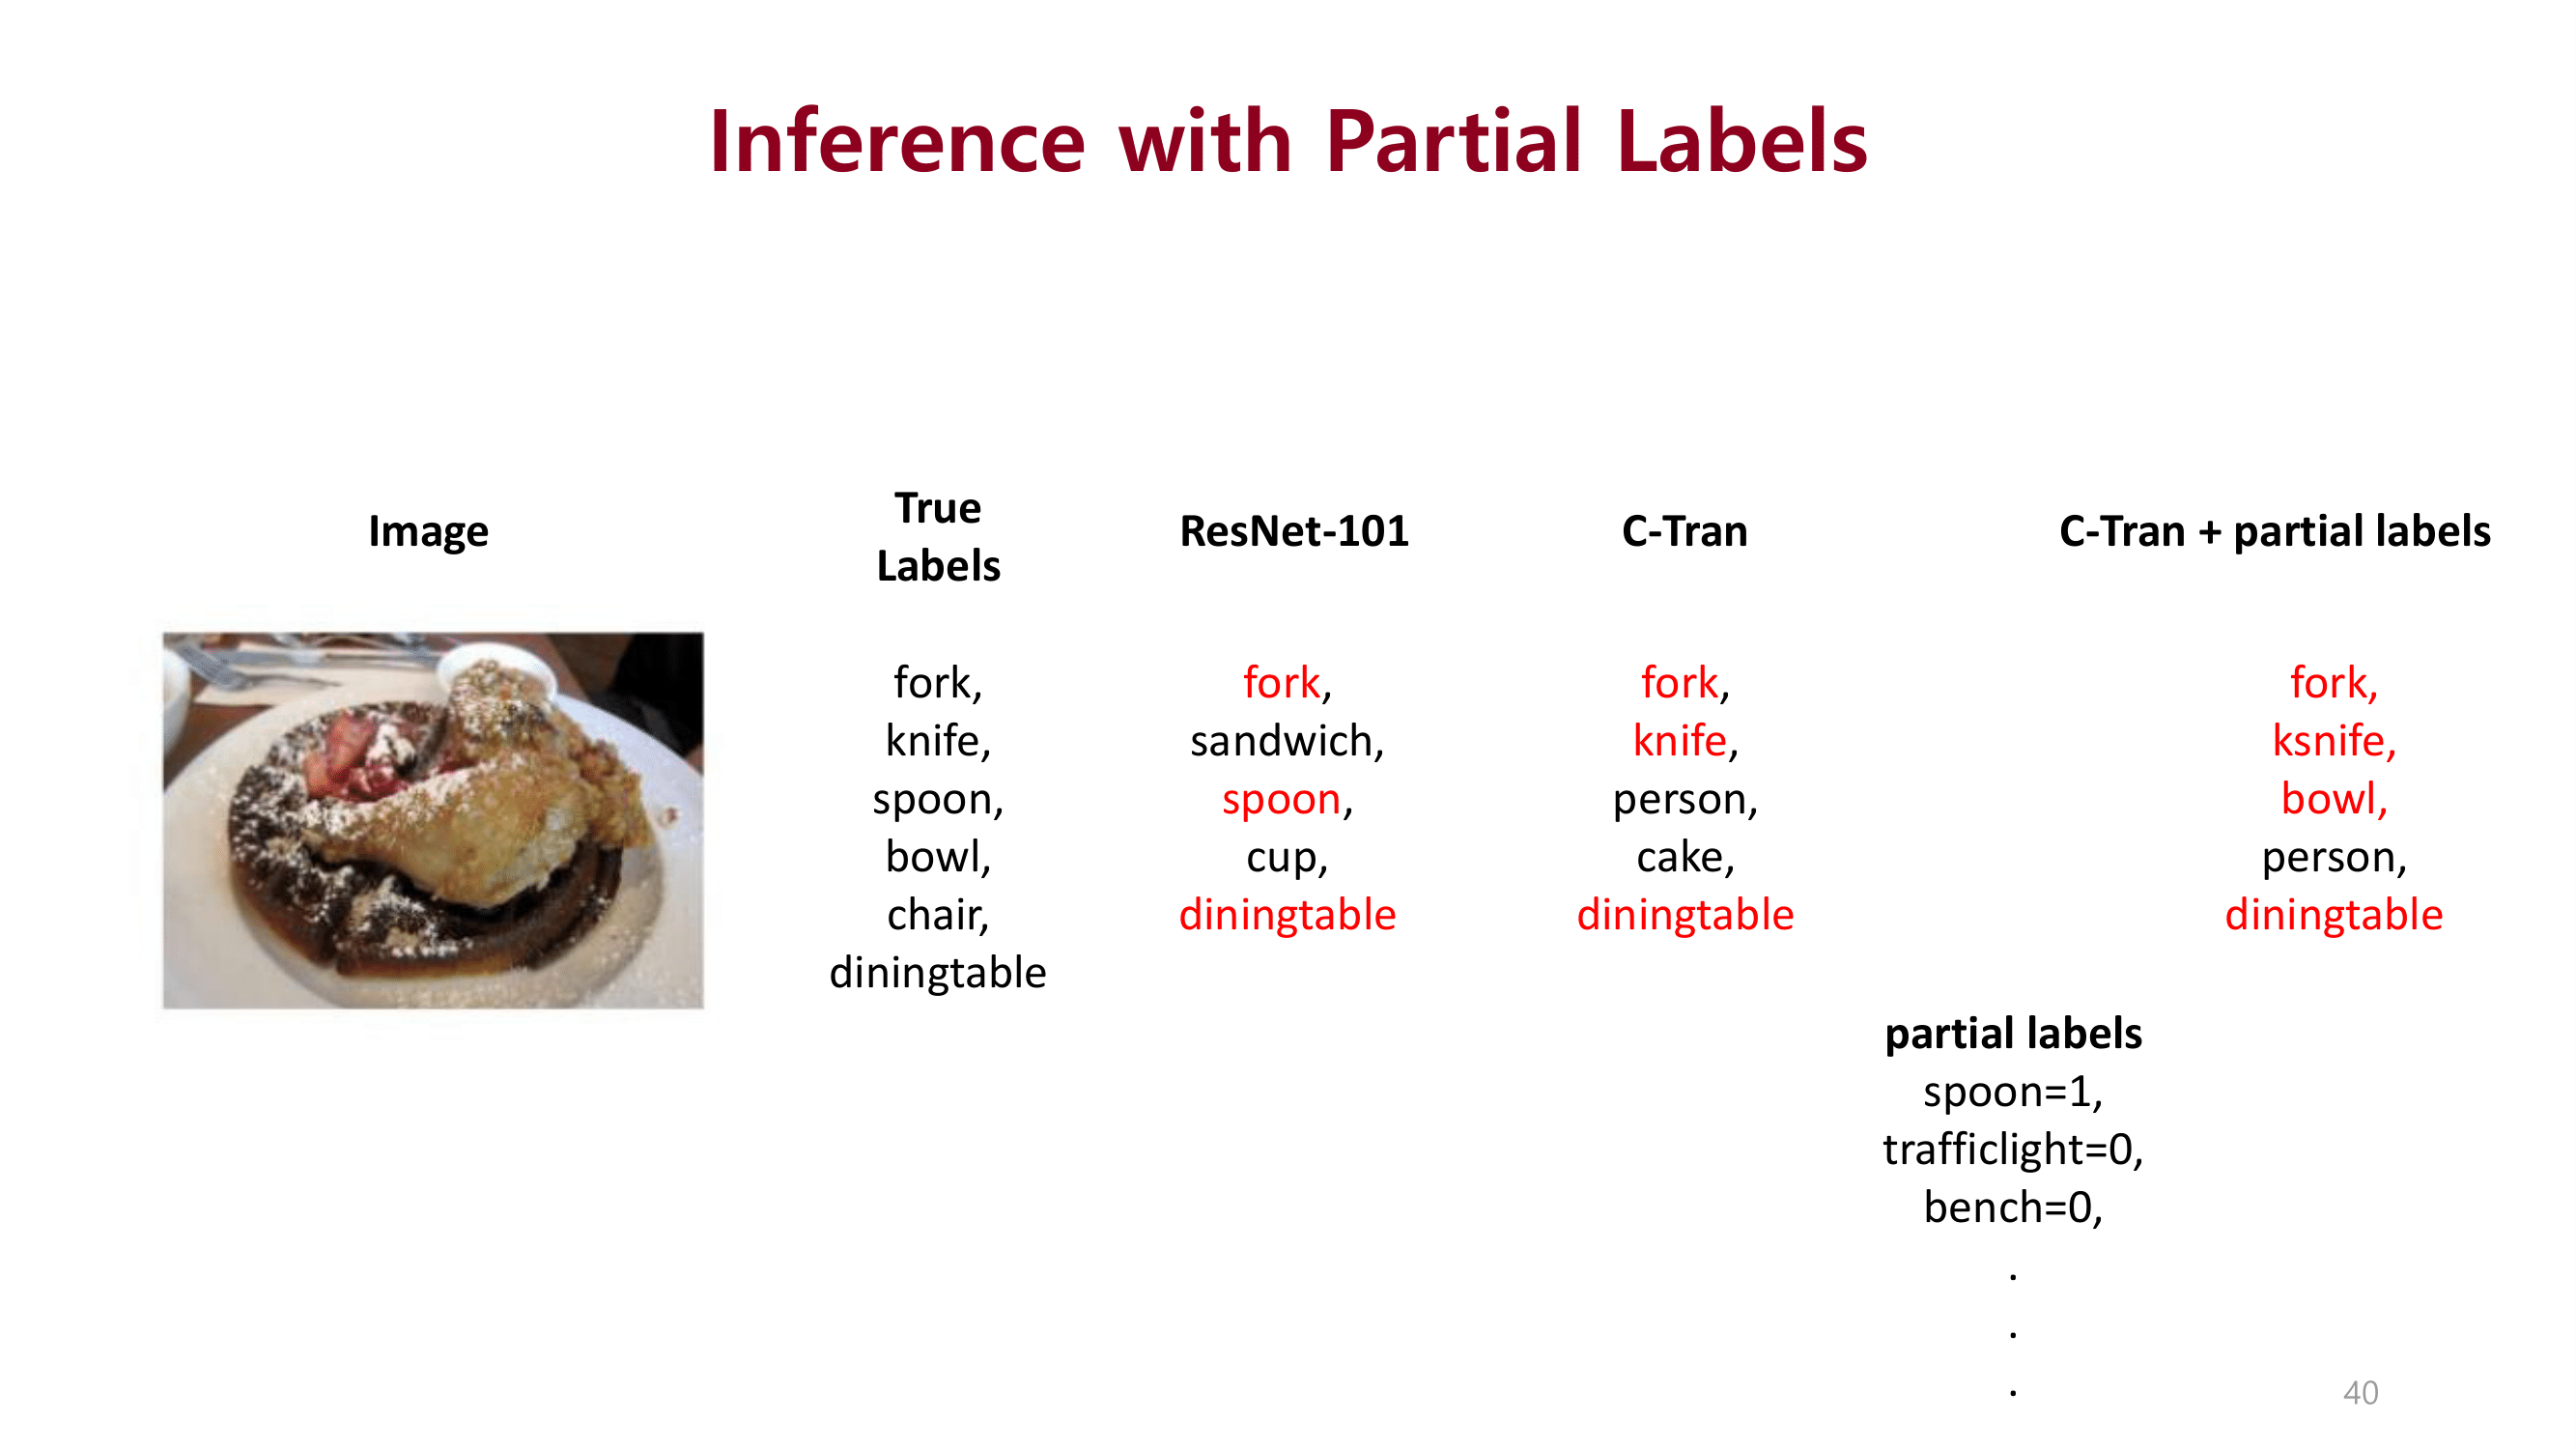 Inference with Partial Labels
Image
True
Labels
ResNet-101
C-Tran
C-Tran + partial labels
fork,
knife,
spoon,
bowl,
chair,
diningtable
fork,
sandwich,
spoon,
cup,
diningtable
fork,
knife,
person,
cake,
diningtable
fork,
ksnife,
bowl,
person,
diningtable
partial labels
spoon=1,
trafficlight=0,
bench=0,
.
.
.
40